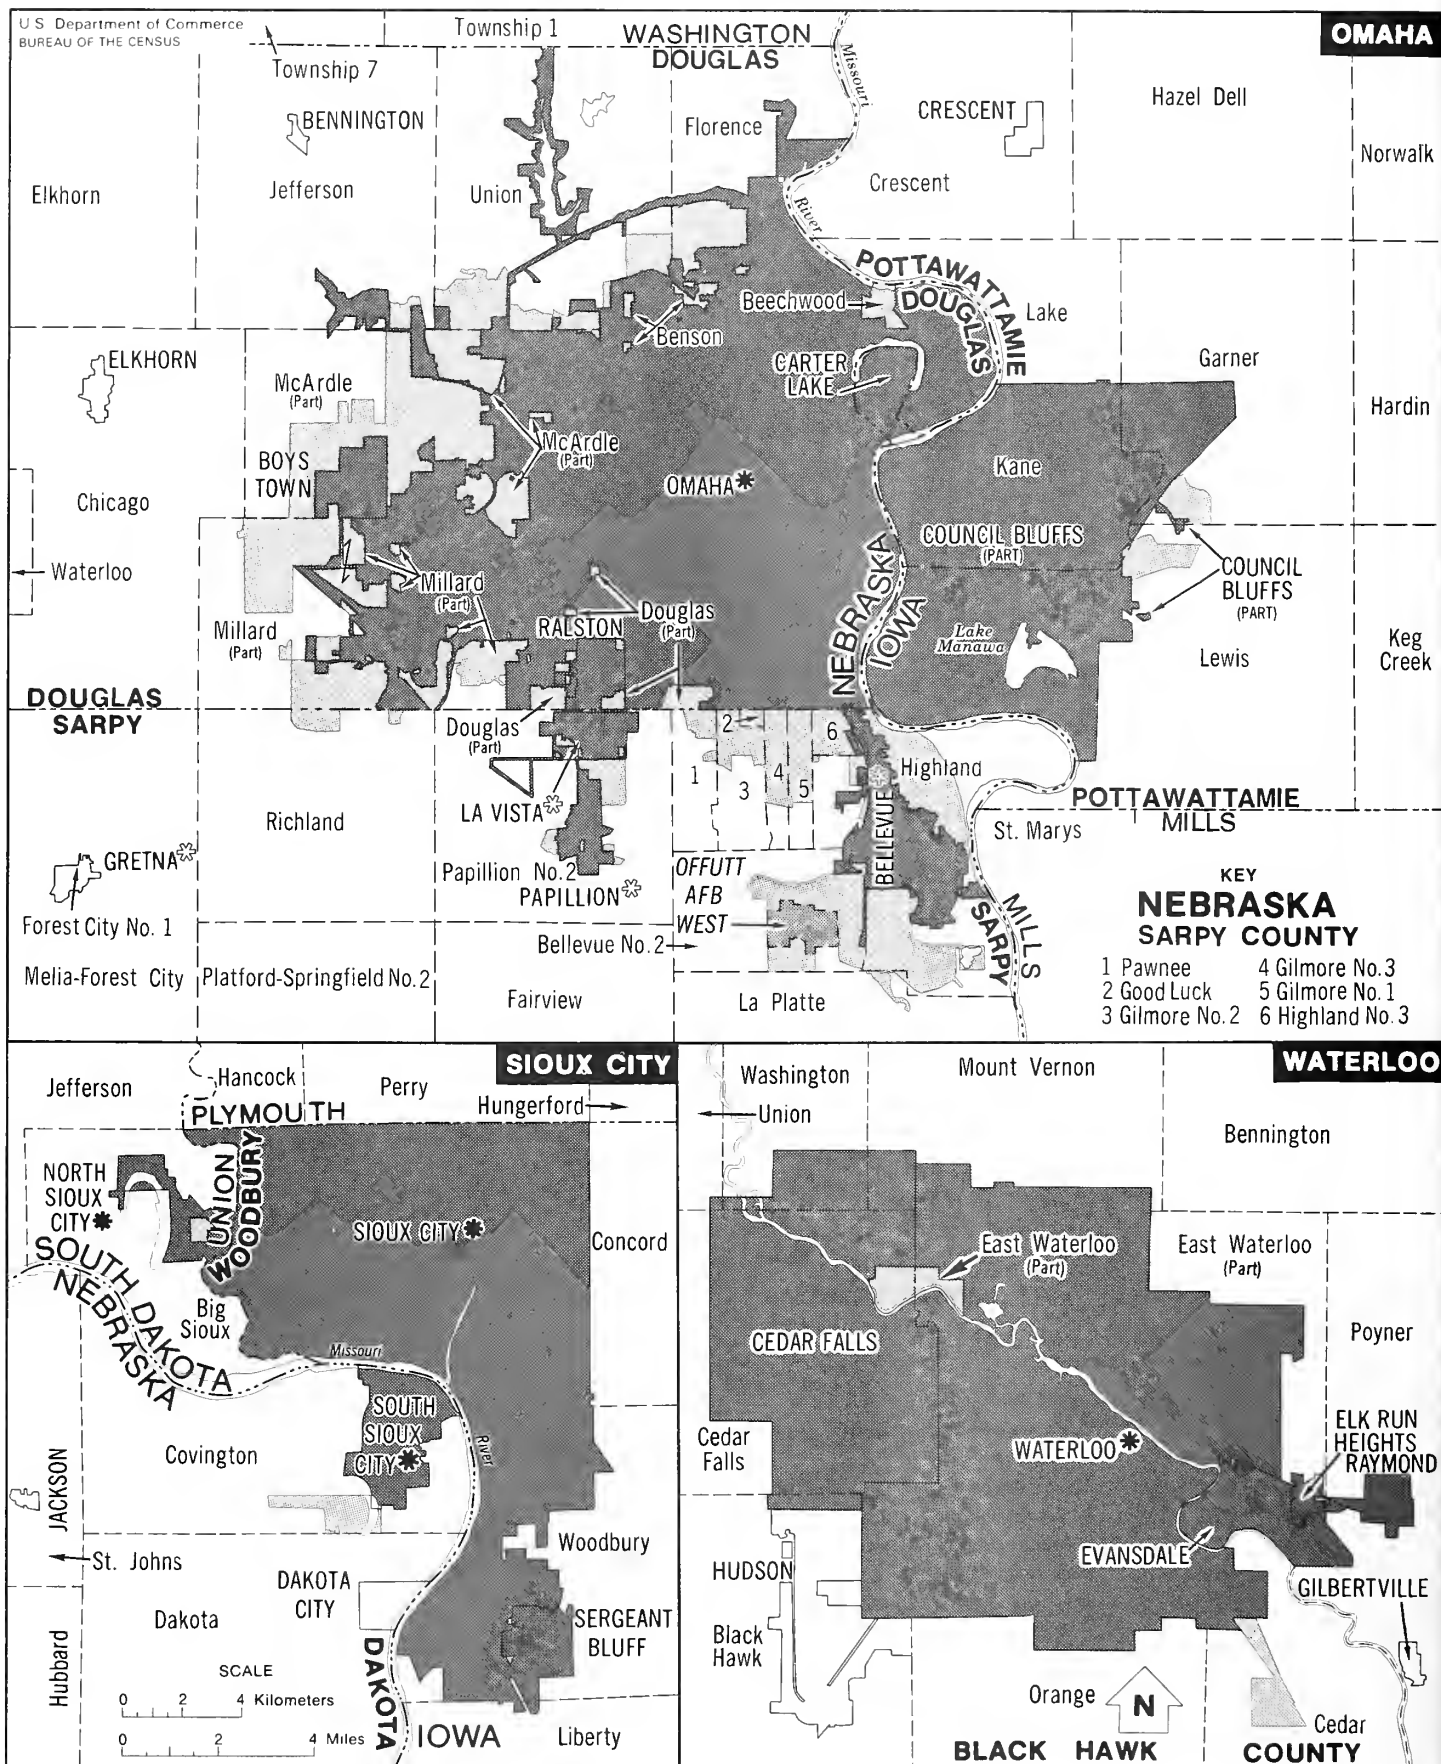 U.S. Department of Commerce
BUREAU OF THE CENSUS
Township 1
WASHINGTON
DOUGLAS
OMAHA
Township 7
Missouri
BENNINGTON
Florence
CRESCENT
Hazel Dell
Norwalk
Elkhorn
Jefferson
Union
Crescent
River
POTTAWATTAMIE
DOUGLAS
Beechwood
Lake
Benson
ELKHORN
CARTER
LAKE
Garner
McArdle
(Part)
Hardin
McArdle
(Part)
BOYS
TOWN
Kane
OMAHA
Chicago
COUNCIL BLUFFS
(PART)
Waterloo
COUNCIL
BLUFFS
(PART)
Millard
(Part)
Douglas
(Part)
RALSTON
NEBRASKA
IOWA
Lake
Manawa
Millard
(Part)
Lewis
Keg
Creek
DOUGLAS
SARPY
Douglas
(Part)
2
6
1
3
4
5
Highland
LA VISTA
POTTAWATTAMIE
MILLS
Richland
St. Marys
BELLEVUE
GRETNA
Papillion No.2
PAPILLION
OFFUTT
AFB
WEST
MILLS
SARPY
Forest City No. 1
Bellevue No.2
Melia-Forest City
Platford-Springfield No.2
Fairview
La Platte
KEY
NEBRASKA
SARPY COUNTY
1 Pawnee
4 Gilmore No.3
2 Good Luck
5 Gilmore No.1
3 Gilmore No.2
6 Highland No.3
SIOUX CITY
Jefferson
Hancock
Perry
Hungerford
PLYMOUTH
NORTH
SIOUX
CITY
UNION
WOODBURY
SIOUX CITY
Concord
SOUTH DAKOTA
NEBRASKA
Big
Sioux
Missouri
SOUTH
SIOUX
CITY
River
Covington
JACKSON
St. Johns
Woodbury
DAKOTA
CITY
Dakota
SERGEANT
BLUFF
Hubbard
DAKOTA
IOWA
Liberty
SCALE
0 2 4 Kilometers
0 2 4 Miles
WATERLOO
Washington
Mount Vernon
Union
Bennington
East Waterloo
(Part)
East Waterloo
(Part)
CEDAR FALLS
Poyner
Cedar
Falls
WATERLOO
ELK RUN
HEIGHTS
RAYMOND
EVANSDALE
HUDSON
GILBERTVILLE
Black
Hawk
Orange
N
Cedar
BLACK HAWK COUNTY